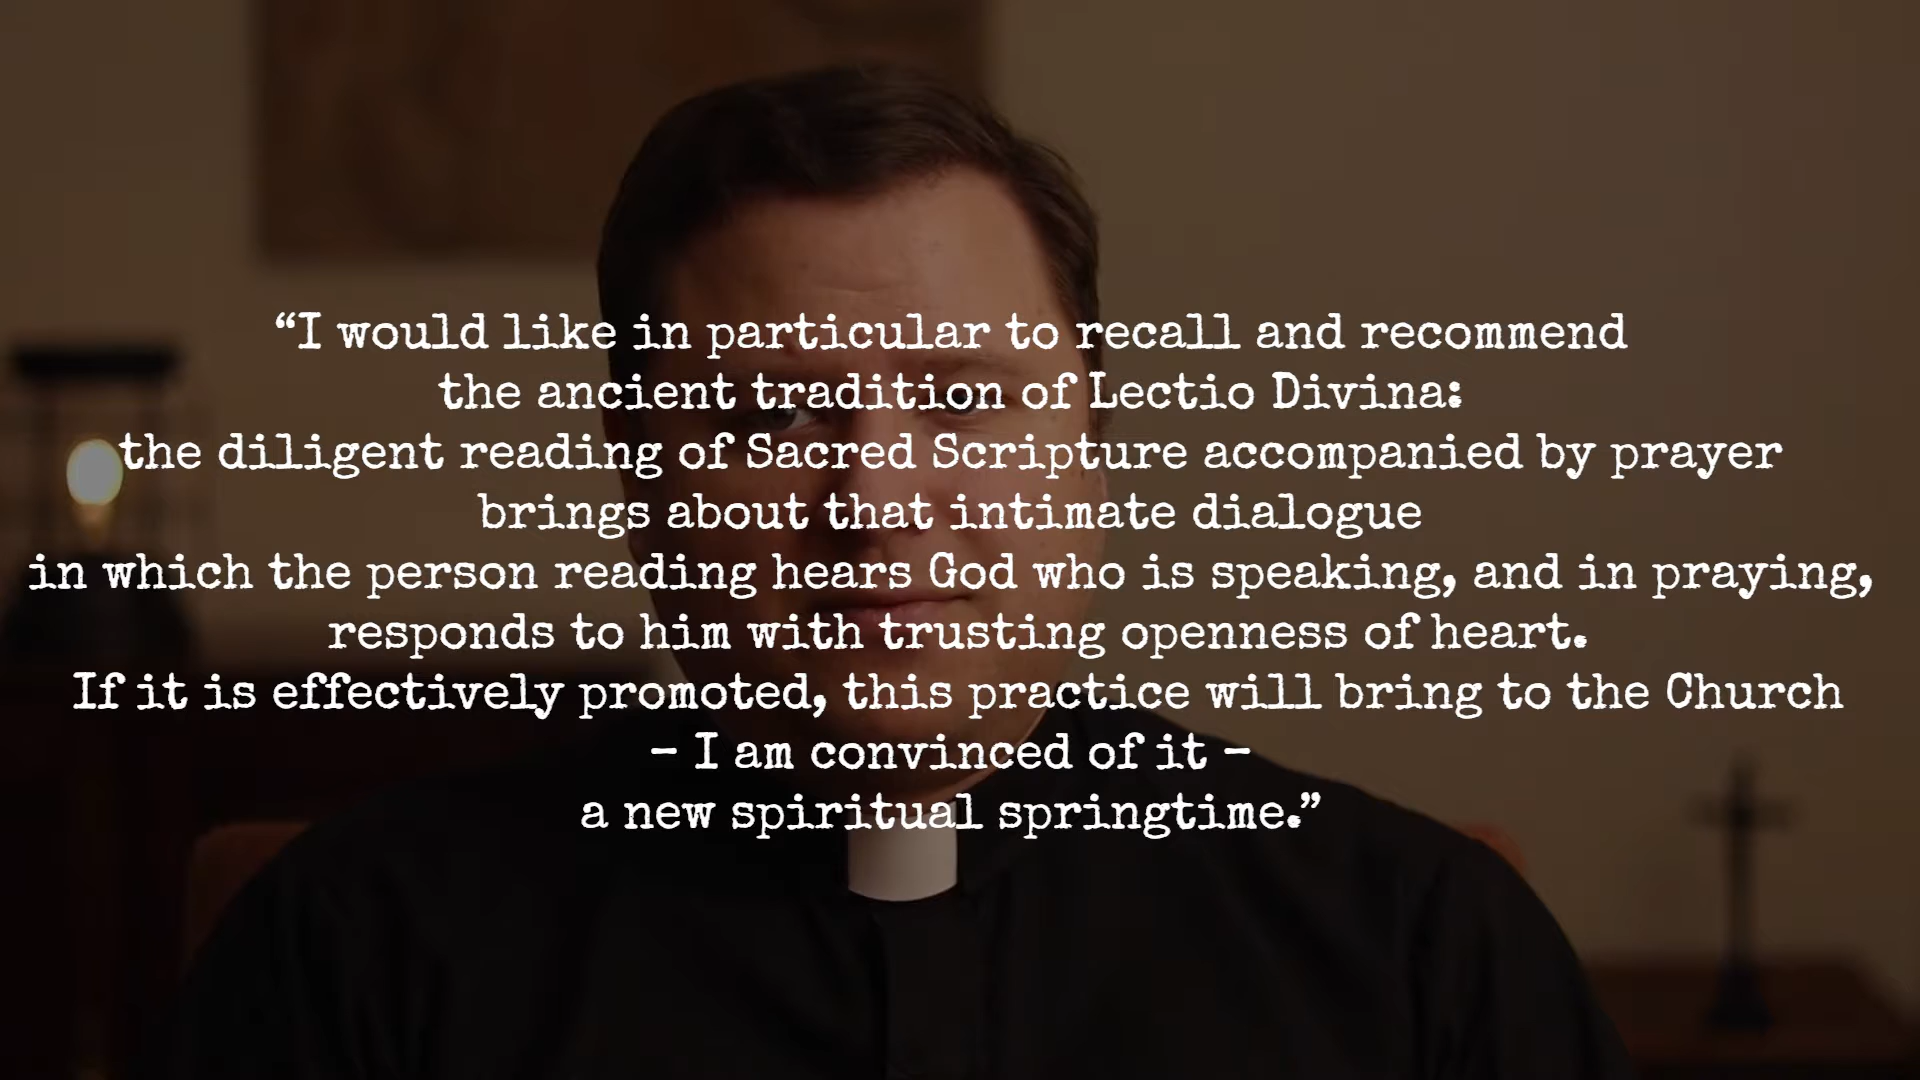 “I would like in particular to recall and recommend
the ancient tradition of Lectio Divina:
the diligent reading of Sacred Scripture accompanied by prayer
brings about that intimate dialogue
in which the person reading hears God who is speaking, and in praying,
responds to him with trusting openness of heart.
If it is effectively promoted, this practice will bring to the Church
– I am convinced of it –
a new spiritual springtime.”